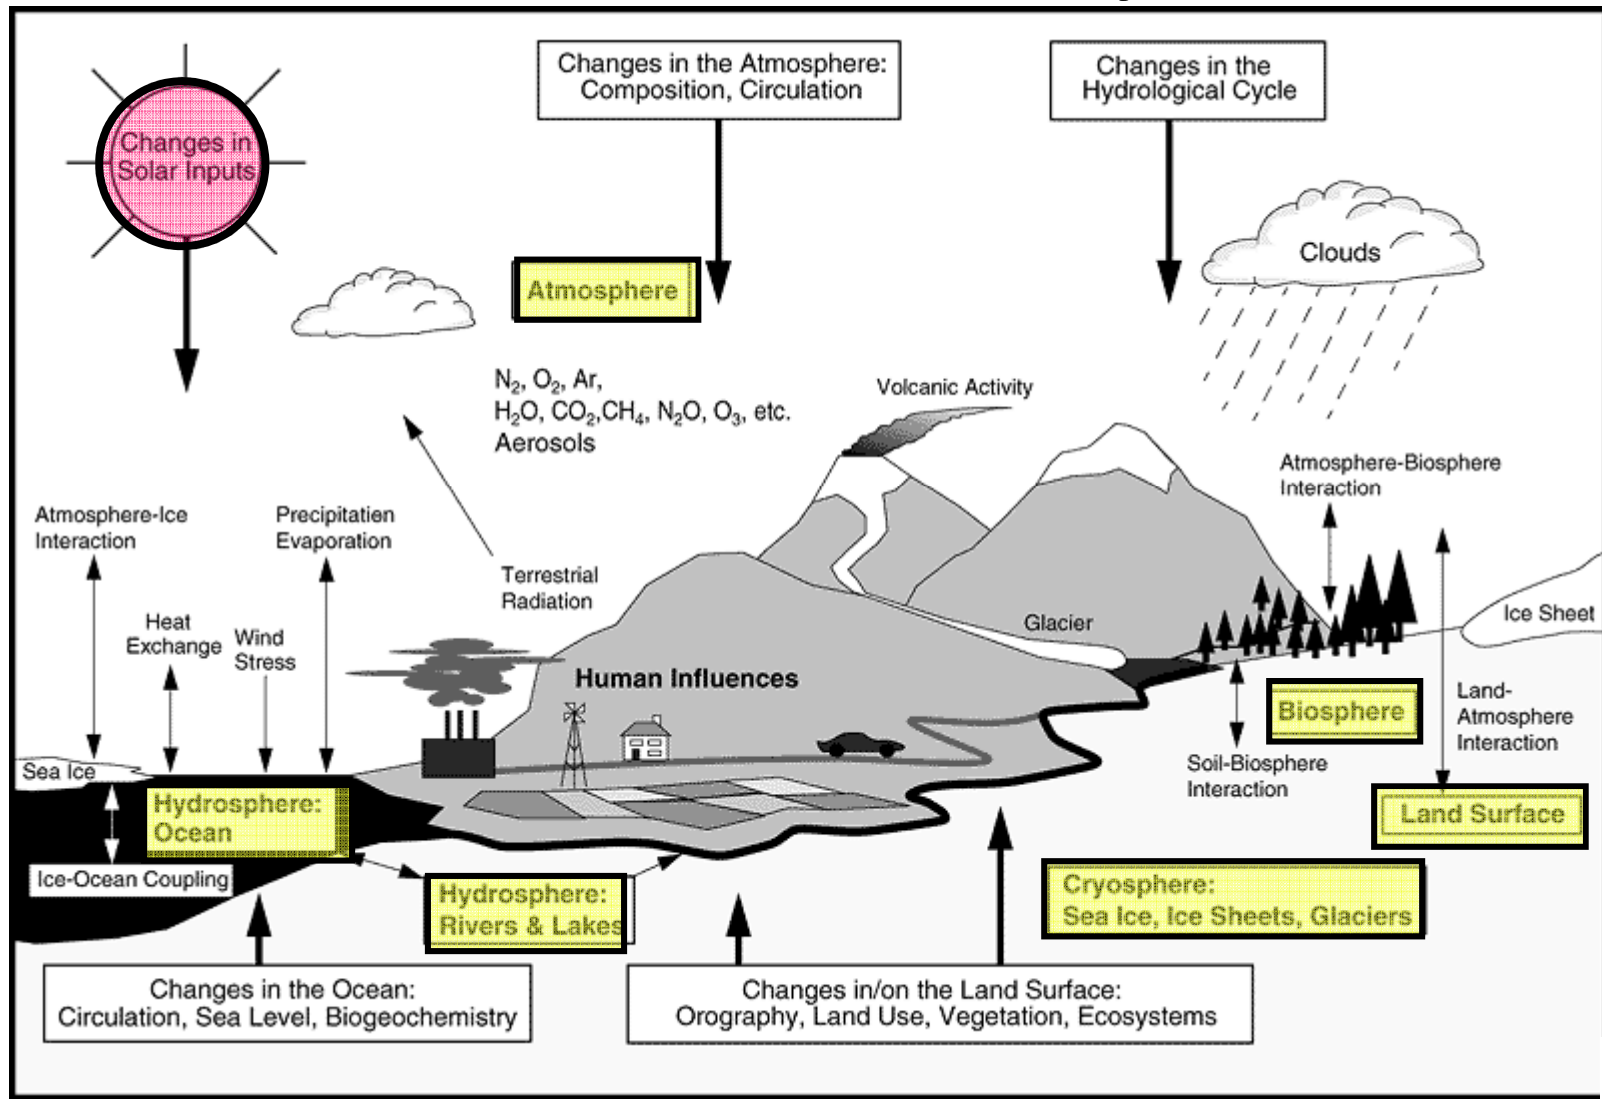 Changes in the Atmosphere:
Composition, Circulation
Changes in the
Hydrological Cycle
Changes in
Solar Inputs
Clouds
Atmosphere
N₂, O₂, Ar,
H₂O, CO₂,CH₄, N₂O, O₃, etc.
Aerosols
Volcanic Activity
Atmosphere-Biosphere
Interaction
Atmosphere-Ice
Interaction
Precipitation
Evaporation
Terrestrial
Radiation
Heat
Exchange
Wind
Stress
Glacier
Ice Sheet
Human Influences
Biosphere
Land-
Atmosphere
Interaction
Soil-Biosphere
Interaction
Sea Ice
Hydrosphere:
Ocean
Land Surface
Ice-Ocean Coupling
Hydrosphere:
Rivers & Lakes
Cryosphere:
Sea Ice, Ice Sheets, Glaciers
Changes in the Ocean:
Circulation, Sea Level, Biogeochemistry
Changes in/on the Land Surface:
Orography, Land Use, Vegetation, Ecosystems